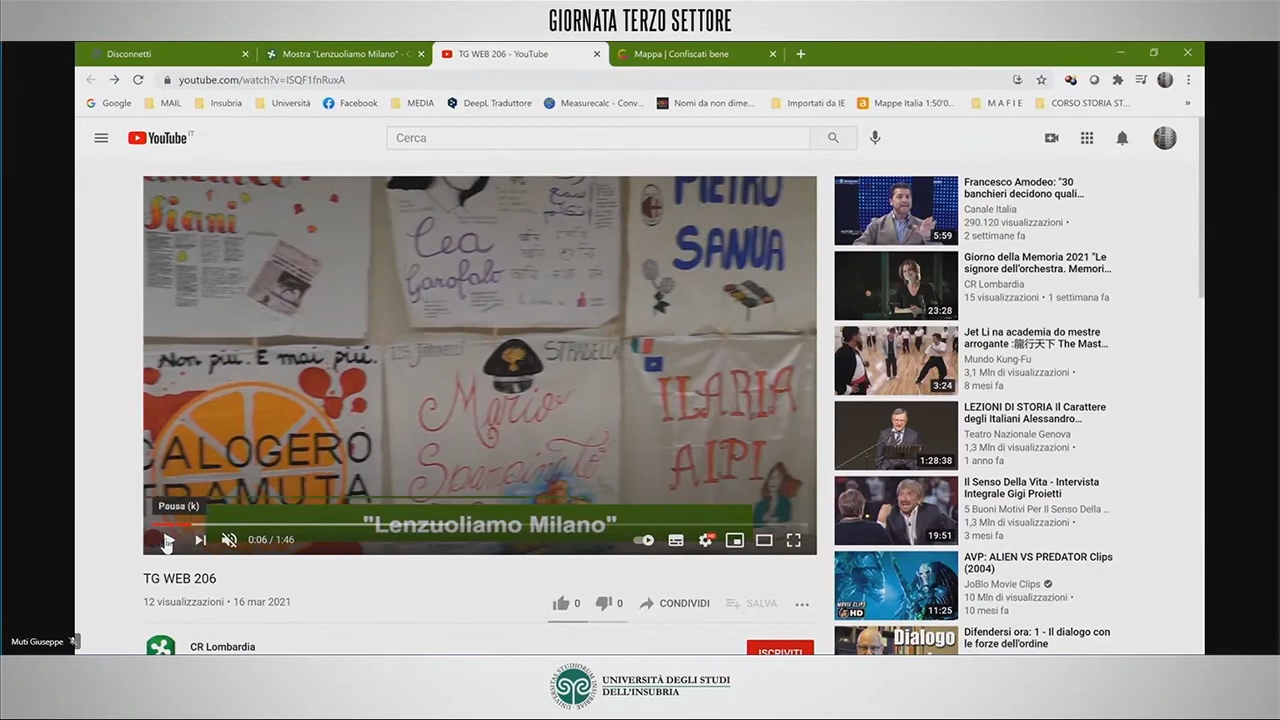 GIORNATA TERZO SETTORE
Disconnetti
Mostra "Lenzuoliamo Milano" -
TG WEB 206 - YouTube
Mappa | Confiscati bene
youtube.com/watch?v=ISQF1fnRuxA
Google
MAIL
Insubria
Università
Facebook
MEDIA
DeepL Traduttore
Measurecalc - Conv...
Nomi da non dime...
Importati da IE
Mappe Italia 1:50'0...
M A F I E
CORSO STORIA ST...
»
YouTube IT
Cerca
Lea
Garofalo
PIETRO
SANUA
Non più. E mai più.
CALOGERO
TRAMUTA
STRADELLA
Mario
ILARIA
ALPI
Pausa (k)
"Lenzuoliamo Milano"
0:06 / 1:46
TG WEB 206
12 visualizzazioni • 16 mar 2021
0
0
CONDIVIDI
SALVA
CR Lombardia
ISCRIVITI
5:59
Francesco Amodeo: "30
banchieri decidono quali...
Canale Italia
290.120 visualizzazioni •
2 settimane fa
23:28
Giorno della Memoria 2021 "Le
signore dell'orchestra. Memori...
CR Lombardia
15 visualizzazioni • 1 settimana fa
3:24
Jet Li na academia do mestre
arrogante :龍行天下 The Mast...
Mundo Kung-Fu
3,1 Mln di visualizzazioni •
8 mesi fa
1:28:38
LEZIONI DI STORIA Il Carattere
degli Italiani Alessandro...
Teatro Nazionale Genova
1,3 Mln di visualizzazioni •
1 anno fa
19:51
Il Senso Della Vita - Intervista
Integrale Gigi Proietti
5 Buoni Motivi Per Il Senso Della ...
1,3 Mln di visualizzazioni •
3 mesi fa
MOVIE CLIPS HD
11:25
AVP: ALIEN VS PREDATOR Clips
(2004)
JoBlo Movie Clips
10 Mln di visualizzazioni •
10 mesi fa
Dialogo
Difendersi ora: 1 - Il dialogo con
le forze dell'ordine
Muti Giuseppe
UNIVERSITÀ DEGLI STUDI
DELL'INSUBRIA